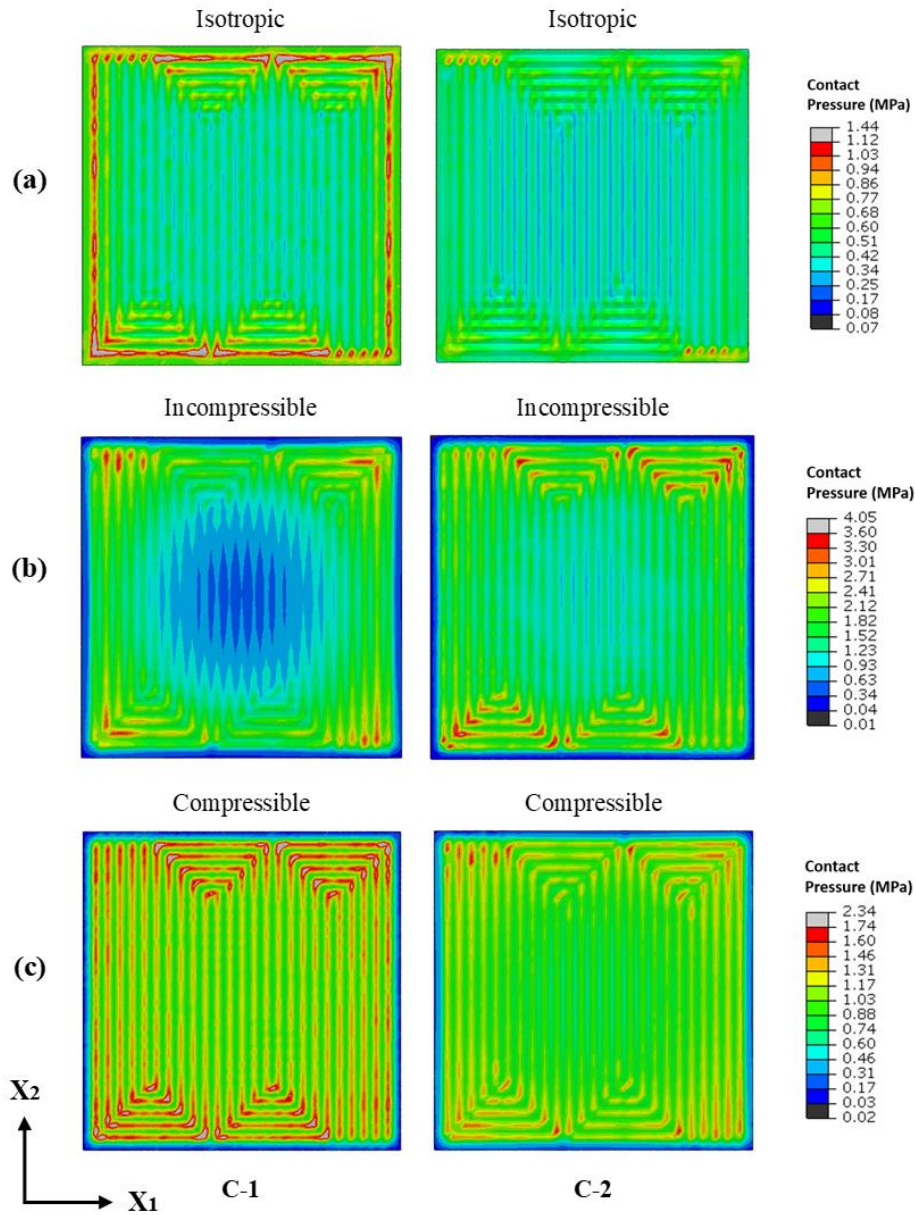 Isotropic
Isotropic
(a)
Contact
Pressure (MPa)
1.44
1.12
1.03
0.94
0.86
0.77
0.68
0.60
0.51
0.42
0.34
0.25
0.17
0.08
0.07
Incompressible
Incompressible
(b)
Contact
Pressure (MPa)
4.05
3.60
3.30
3.01
2.71
2.41
2.12
1.82
1.52
1.23
0.93
0.63
0.34
0.04
0.01
Compressible
Compressible
(c)
Contact
Pressure (MPa)
2.34
1.74
1.60
1.46
1.31
1.17
1.03
0.88
0.74
0.60
0.46
0.31
0.17
0.03
0.02
X2
X1
C-1
C-2